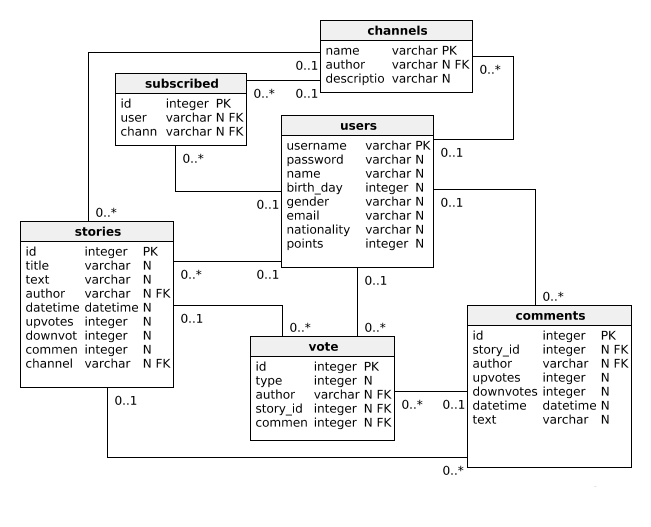 channels
name varchar PK
author varchar N FK
descriptio varchar N
0..1
0..*
subscribed
0..*
0..1
id integer PK
user varchar N FK
chann varchar N FK
0..*
users
username varchar PK
password varchar N
name varchar N
birth_day integer N
gender varchar N
email varchar N
nationality varchar N
points integer N
0..1
0..1
0..1
0..*
stories
id integer PK
title varchar N
text varchar N
author varchar N FK
datetime datetime N
upvotes integer N
downvot integer N
commen integer N
channel varchar N FK
0..*
0..1
0..1
0..1
0..*
0..*
0..*
comments
id integer PK
story_id integer N FK
author varchar N FK
upvotes integer N
downvotes integer N
datetime datetime N
text varchar N
vote
id integer PK
type integer N
author varchar N FK
story_id integer N FK
commen integer N FK
0..*
0..1
0..1
0..*